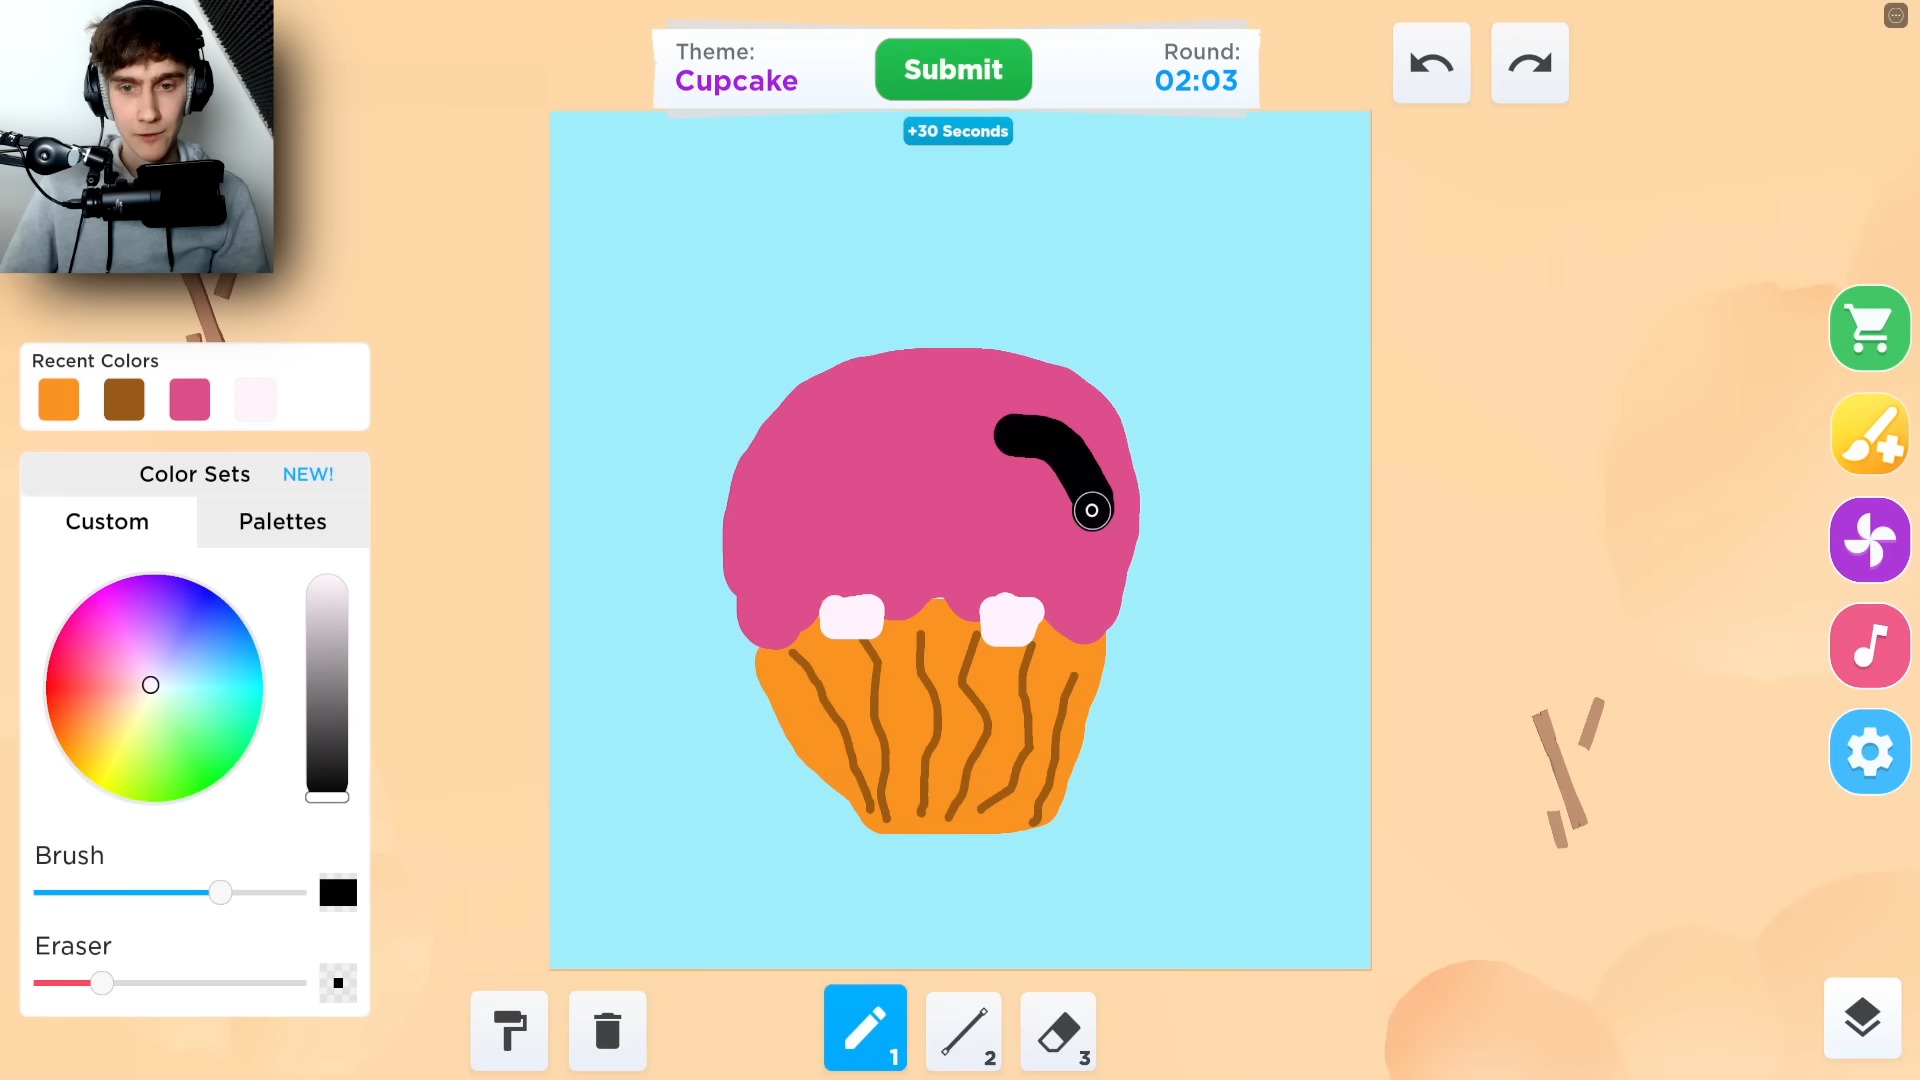 Theme:
Cupcake
Submit
Round:
02:03
+30 Seconds
Recent Colors
Color Sets NEW!
Custom
Palettes
Brush
Eraser
1
2
3